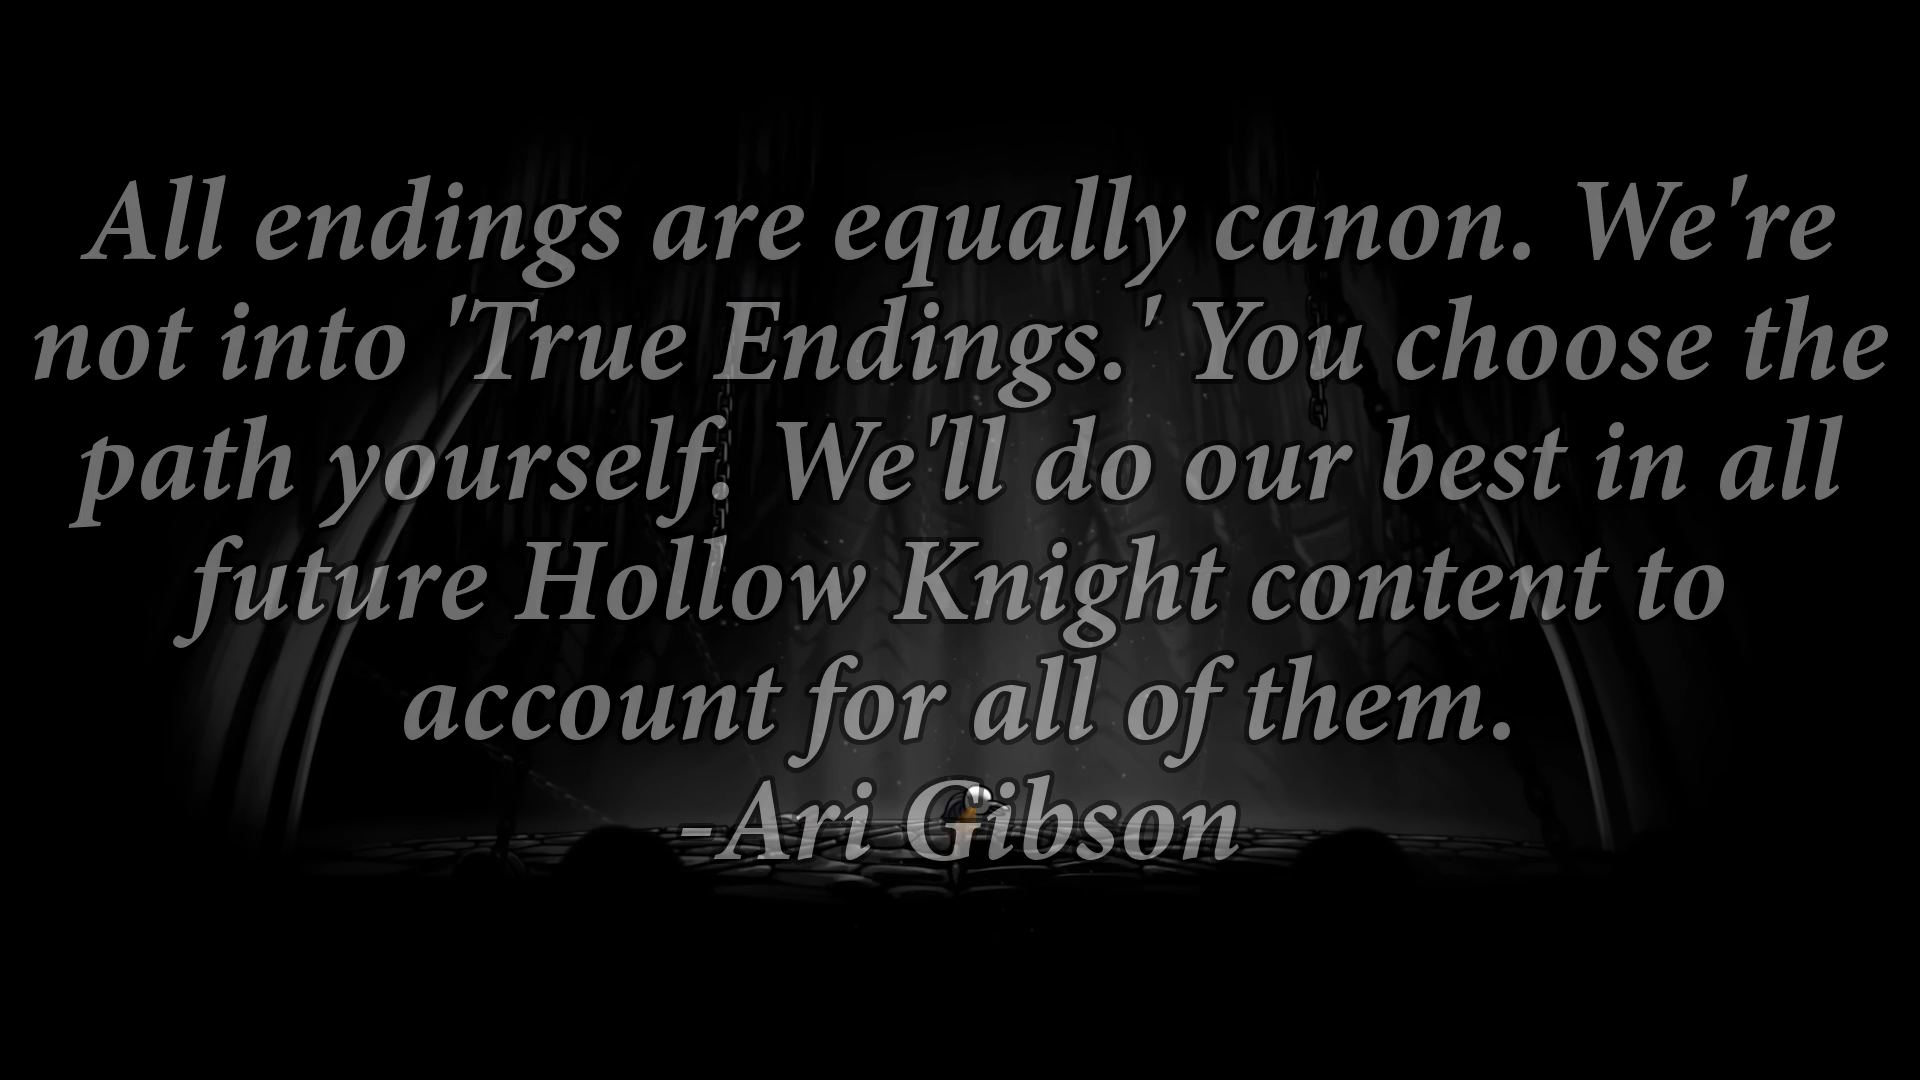 All endings are equally canon. We're
not into 'True Endings.' You choose the
path yourself. We'll do our best in all
future Hollow Knight content to
account for all of them.
-Ari Gibson